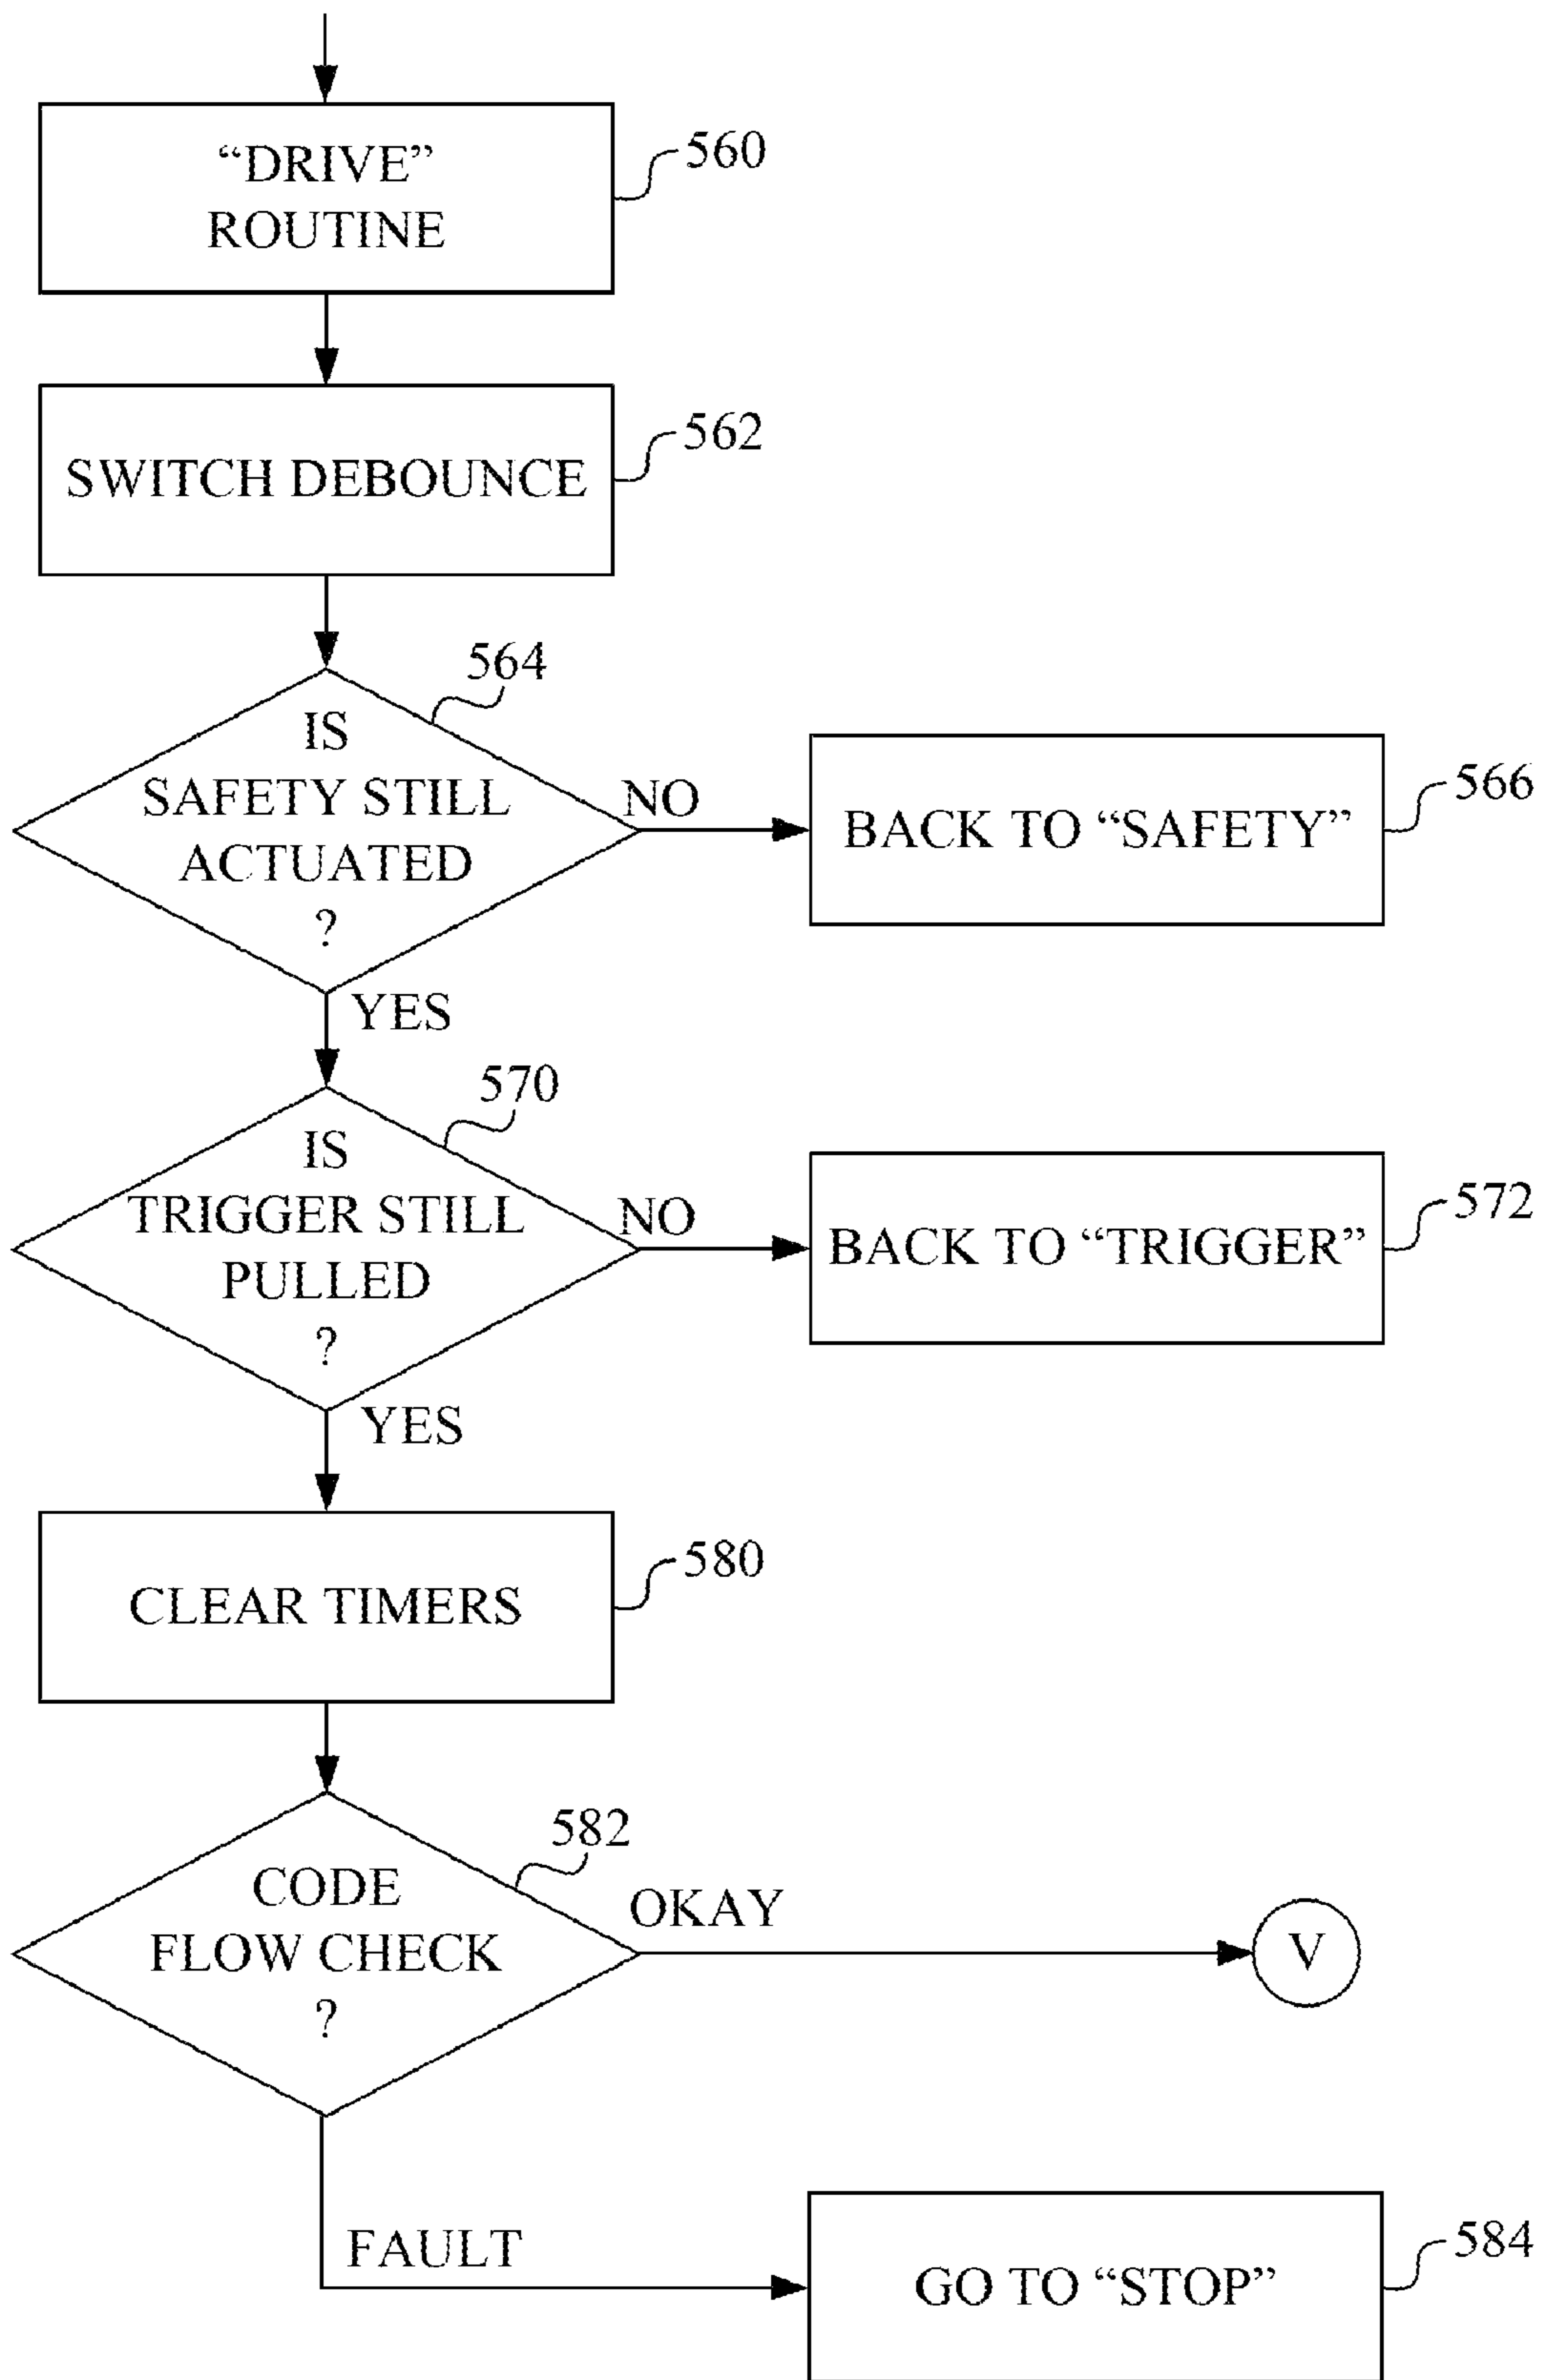 “DRIVE”
ROUTINE
560
SWITCH DEBOUNCE
562
564
IS
SAFETY STILL
ACTUATED
?
NO
BACK TO “SAFETY”
566
YES
570
IS
TRIGGER STILL
PULLED
?
NO
BACK TO “TRIGGER”
572
YES
CLEAR TIMERS
580
582
CODE
FLOW CHECK
?
OKAY
V
FAULT
GO TO “STOP”
584